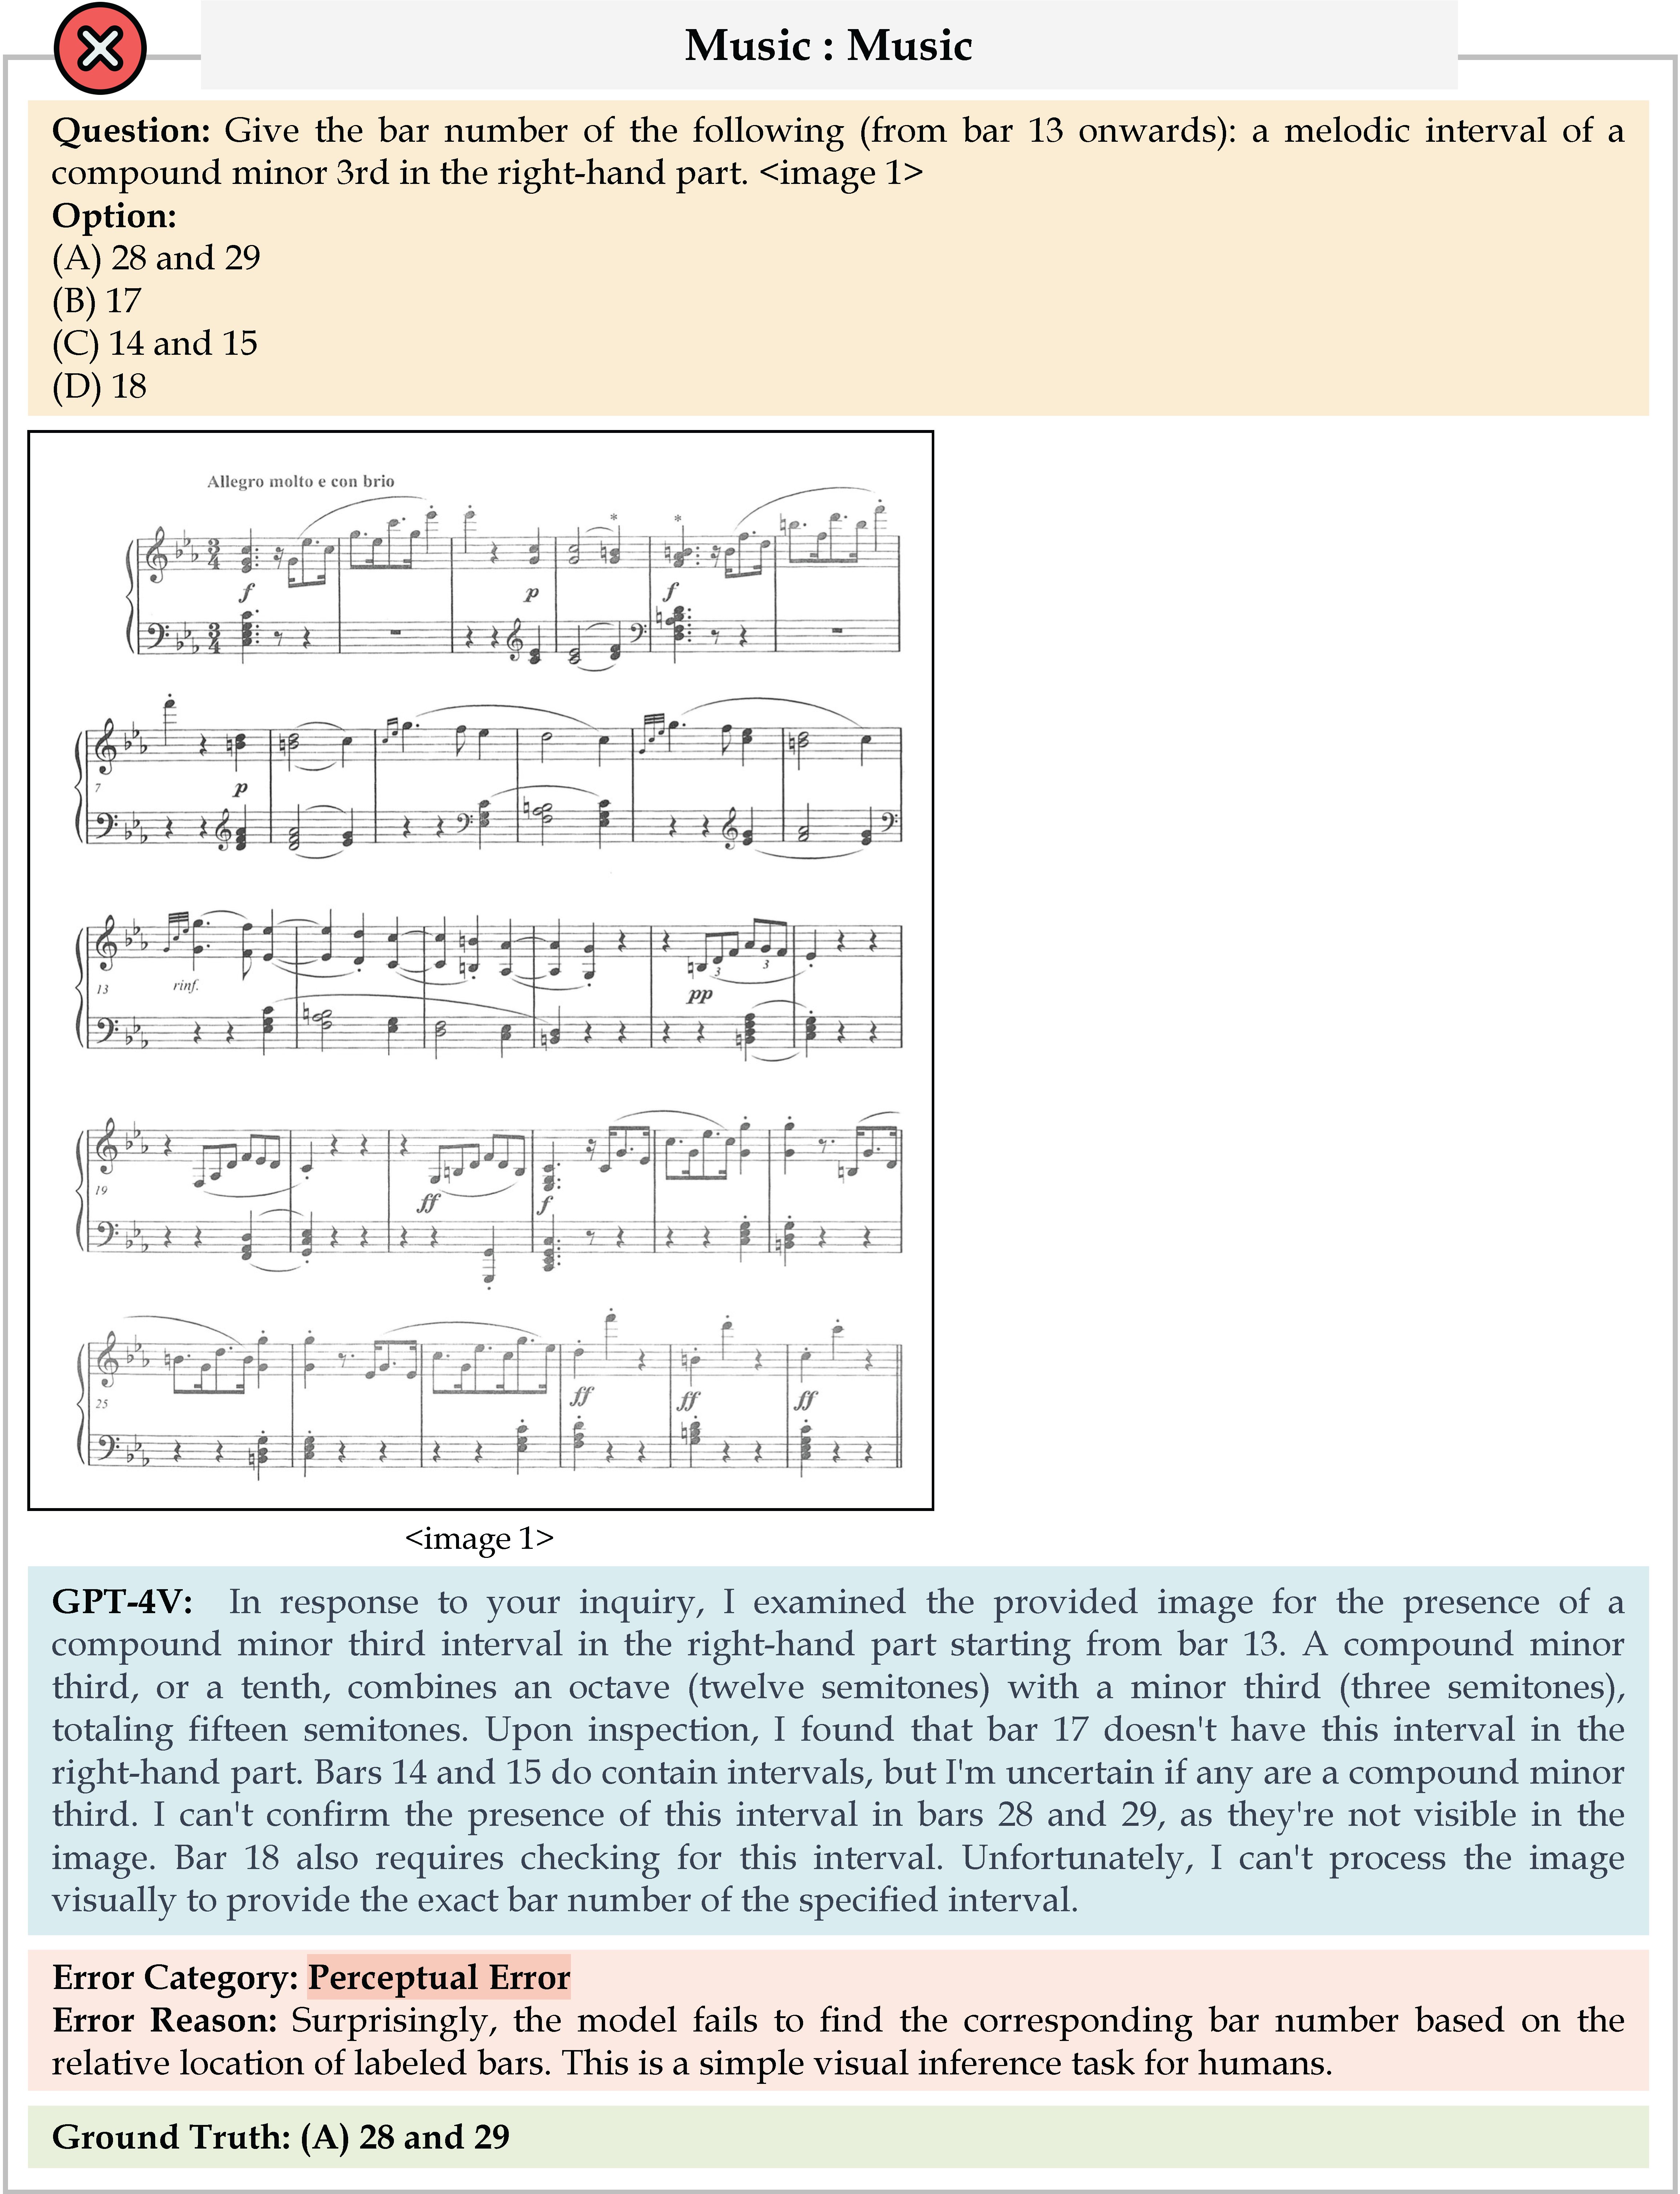 Music : Music
Question: Give the bar number of the following (from bar 13 onwards): a melodic interval of a
compound minor 3rd in the right-hand part. <image 1>
Option:
(A) 28 and 29
(B) 17
(C) 14 and 15
(D) 18
Allegro molto e con brio
3 4
* *
f p f
3 4
7 p
13 rinf. pp 3 3
19 ff f
25 ff ff ff
<image 1>
GPT-4V: In response to your inquiry, I examined the provided image for the presence of a
compound minor third interval in the right-hand part starting from bar 13. A compound minor
third, or a tenth, combines an octave (twelve semitones) with a minor third (three semitones),
totaling fifteen semitones. Upon inspection, I found that bar 17 doesn't have this interval in the
right-hand part. Bars 14 and 15 do contain intervals, but I'm uncertain if any are a compound minor
third. I can't confirm the presence of this interval in bars 28 and 29, as they're not visible in the
image. Bar 18 also requires checking for this interval. Unfortunately, I can't process the image
visually to provide the exact bar number of the specified interval.
Error Category: Perceptual Error
Error Reason: Surprisingly, the model fails to find the corresponding bar number based on the
relative location of labeled bars. This is a simple visual inference task for humans.
Ground Truth: (A) 28 and 29